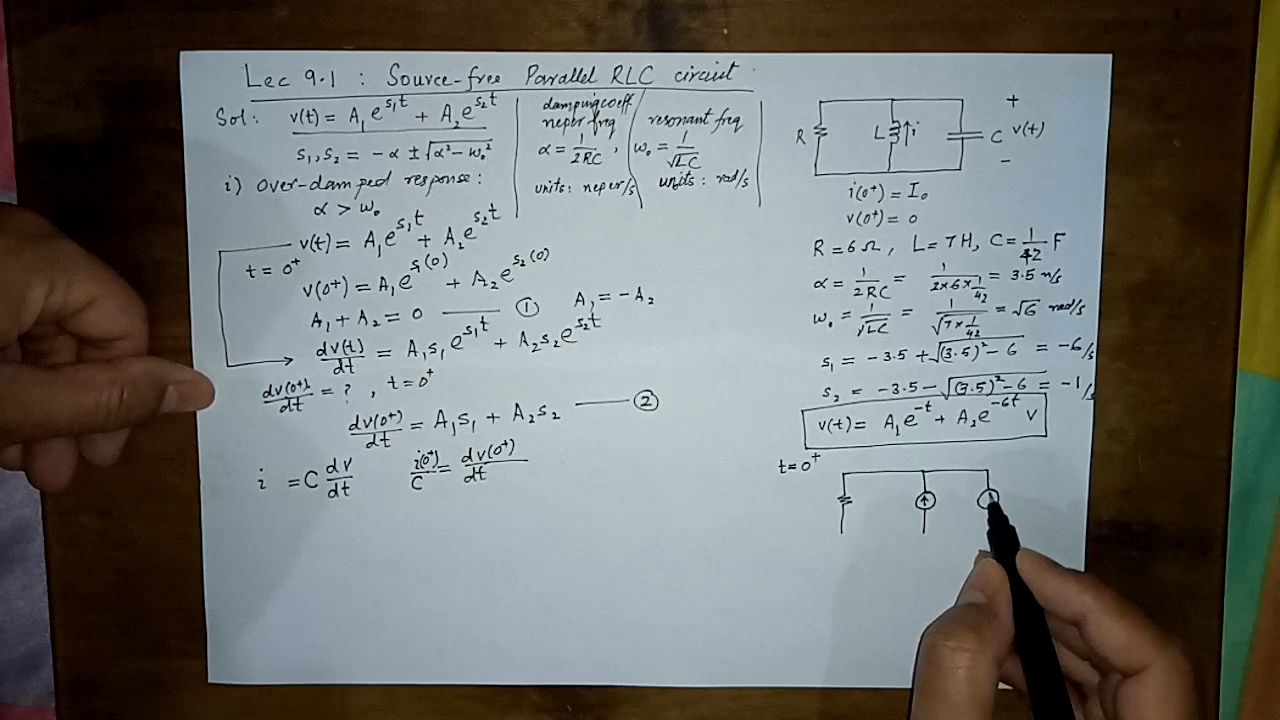 Lec 9.1 : Source-free Parallel RLC circuit
Sol: v(t) = A₁e^{s₁t} + A₂e^{s₂t}
s₁, s₂ = -α ± √(α² - ω₀²)
damping coeff
neper freq
α = 1/2RC ,
units: neper/s
resonant freq
ω₀ = 1/√LC
units: rad/s
i) Over-damped response:
α > ω₀
v(t) = A₁e^{s₁t} + A₂e^{s₂t}
t = 0⁺
v(0⁺) = A₁e^{s₁(0)} + A₂e^{s₂(0)}
A₁ + A₂ = 0 —— ① A₁ = -A₂
dv(t)/dt = A₁s₁e^{s₁t} + A₂s₂e^{s₂t}
dv(0⁺)/dt = ? , t = 0⁺
dv(0⁺)/dt = A₁s₁ + A₂s₂ —— ②
i = C dv/dt i(0⁺)/C = dv(0⁺)/dt
R L i C + v(t) -
i(0⁺) = I₀
v(0⁺) = 0
R = 6 Ω, L = 7 H, C = 1/42 F
α = 1/2RC = 1/(2×6×1/42) = 3.5 n/s
ω₀ = 1/√LC = 1/√(7×1/42) = √6 rad/s
s₁ = -3.5 + √((3.5)² - 6) = -6/s
s₂ = -3.5 - √((3.5)² - 6) = -1/s
v(t) = A₁e^{-t} + A₂e^{-6t} V
t = 0⁺